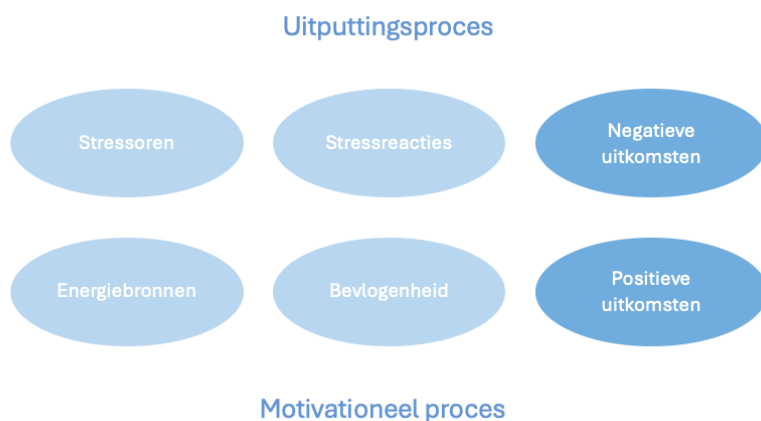 Uitputtingsproces
Stressoren
Stressreacties
Negatieve
uitkomsten
Energiebronnen
Bevlogenheid
Positieve
uitkomsten
Motivationeel proces